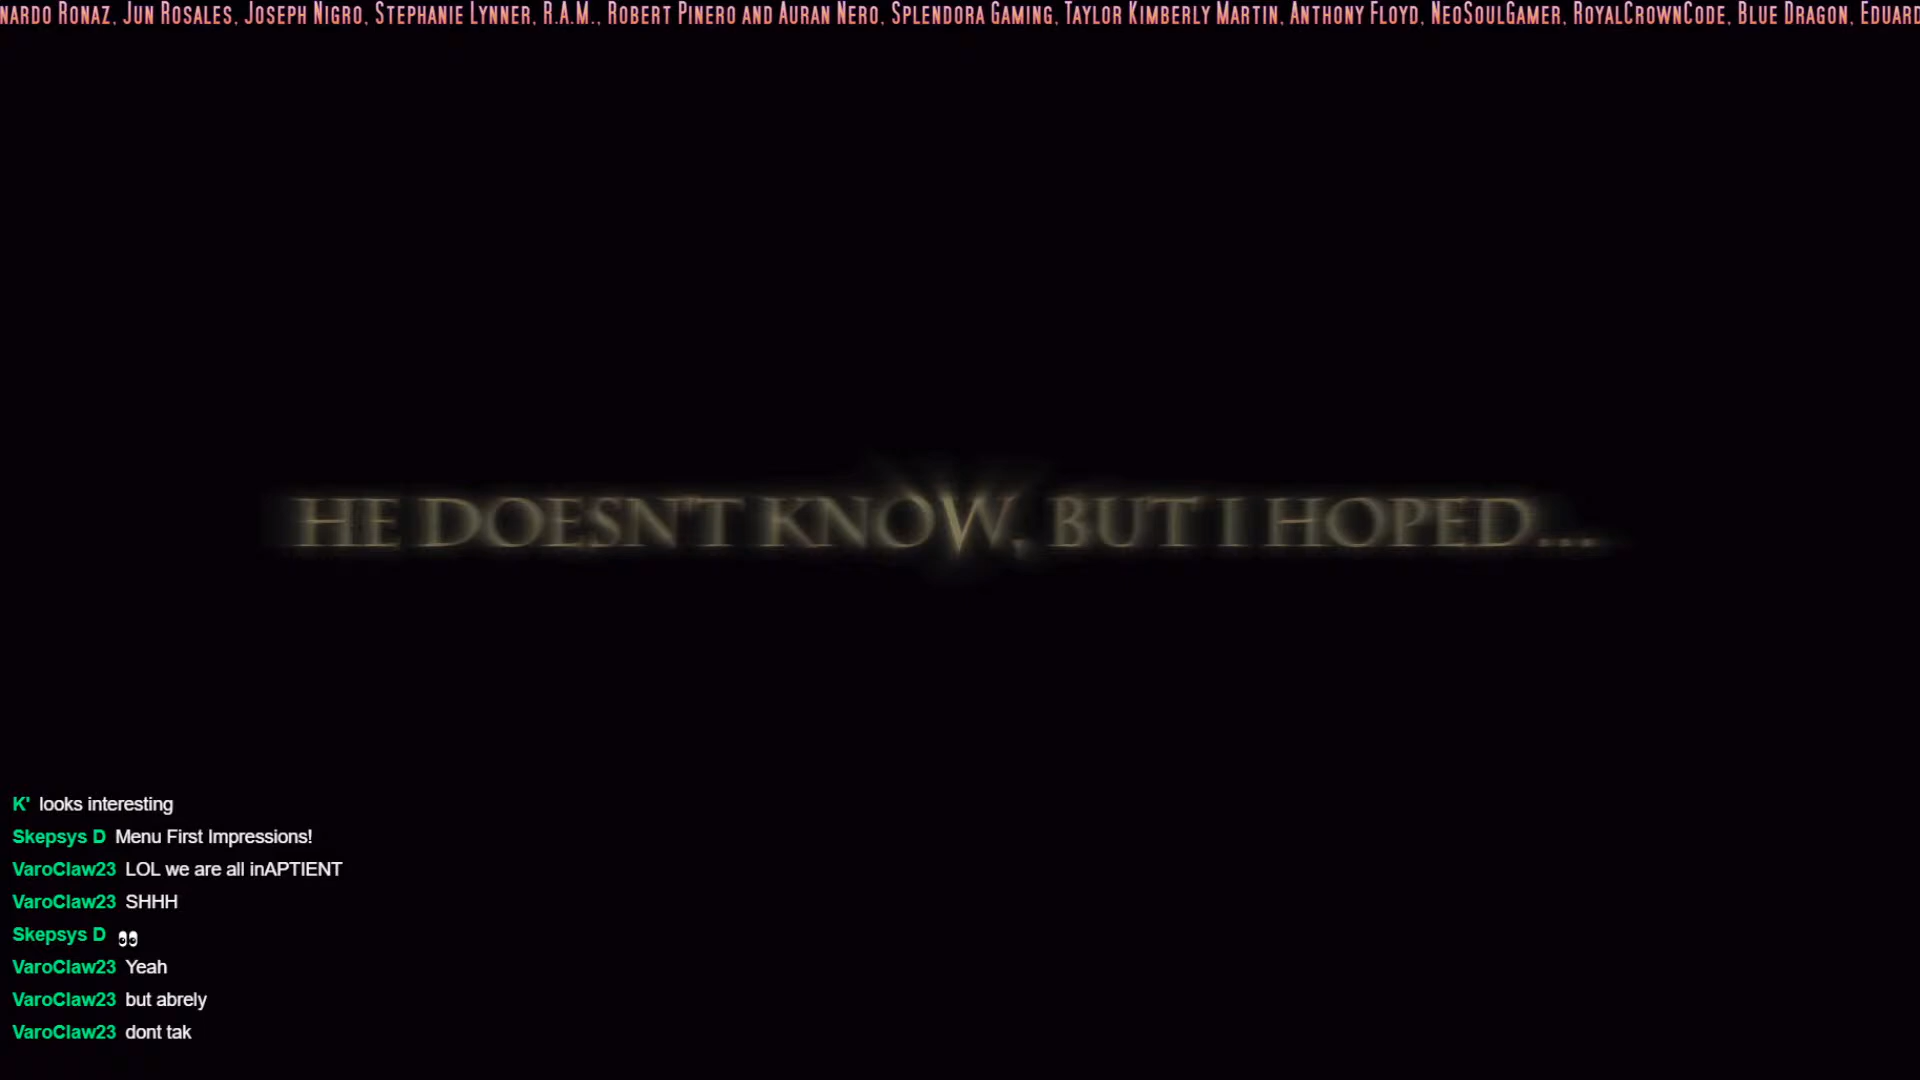 NARDO RONAZ, JUN ROSALES, JOSEPH NIGRO, STEPHANIE LYNNER, R.A.M., ROBERT PINERO AND AURAN NERO, SPLENDORA GAMING, TAYLOR KIMBERLY MARTIN, ANTHONY FLOYD, NEOSOULGAMER, ROYALCROWNCODE, BLUE DRAGON, EDUARD
HE DOESN'T KNOW, BUT I HOPED...
K' looks interesting
Skepsys D Menu First Impressions!
VaroClaw23 LOL we are all inAPTIENT
VaroClaw23 SHHH
Skepsys D 👀
VaroClaw23 Yeah
VaroClaw23 but abrely
VaroClaw23 dont tak